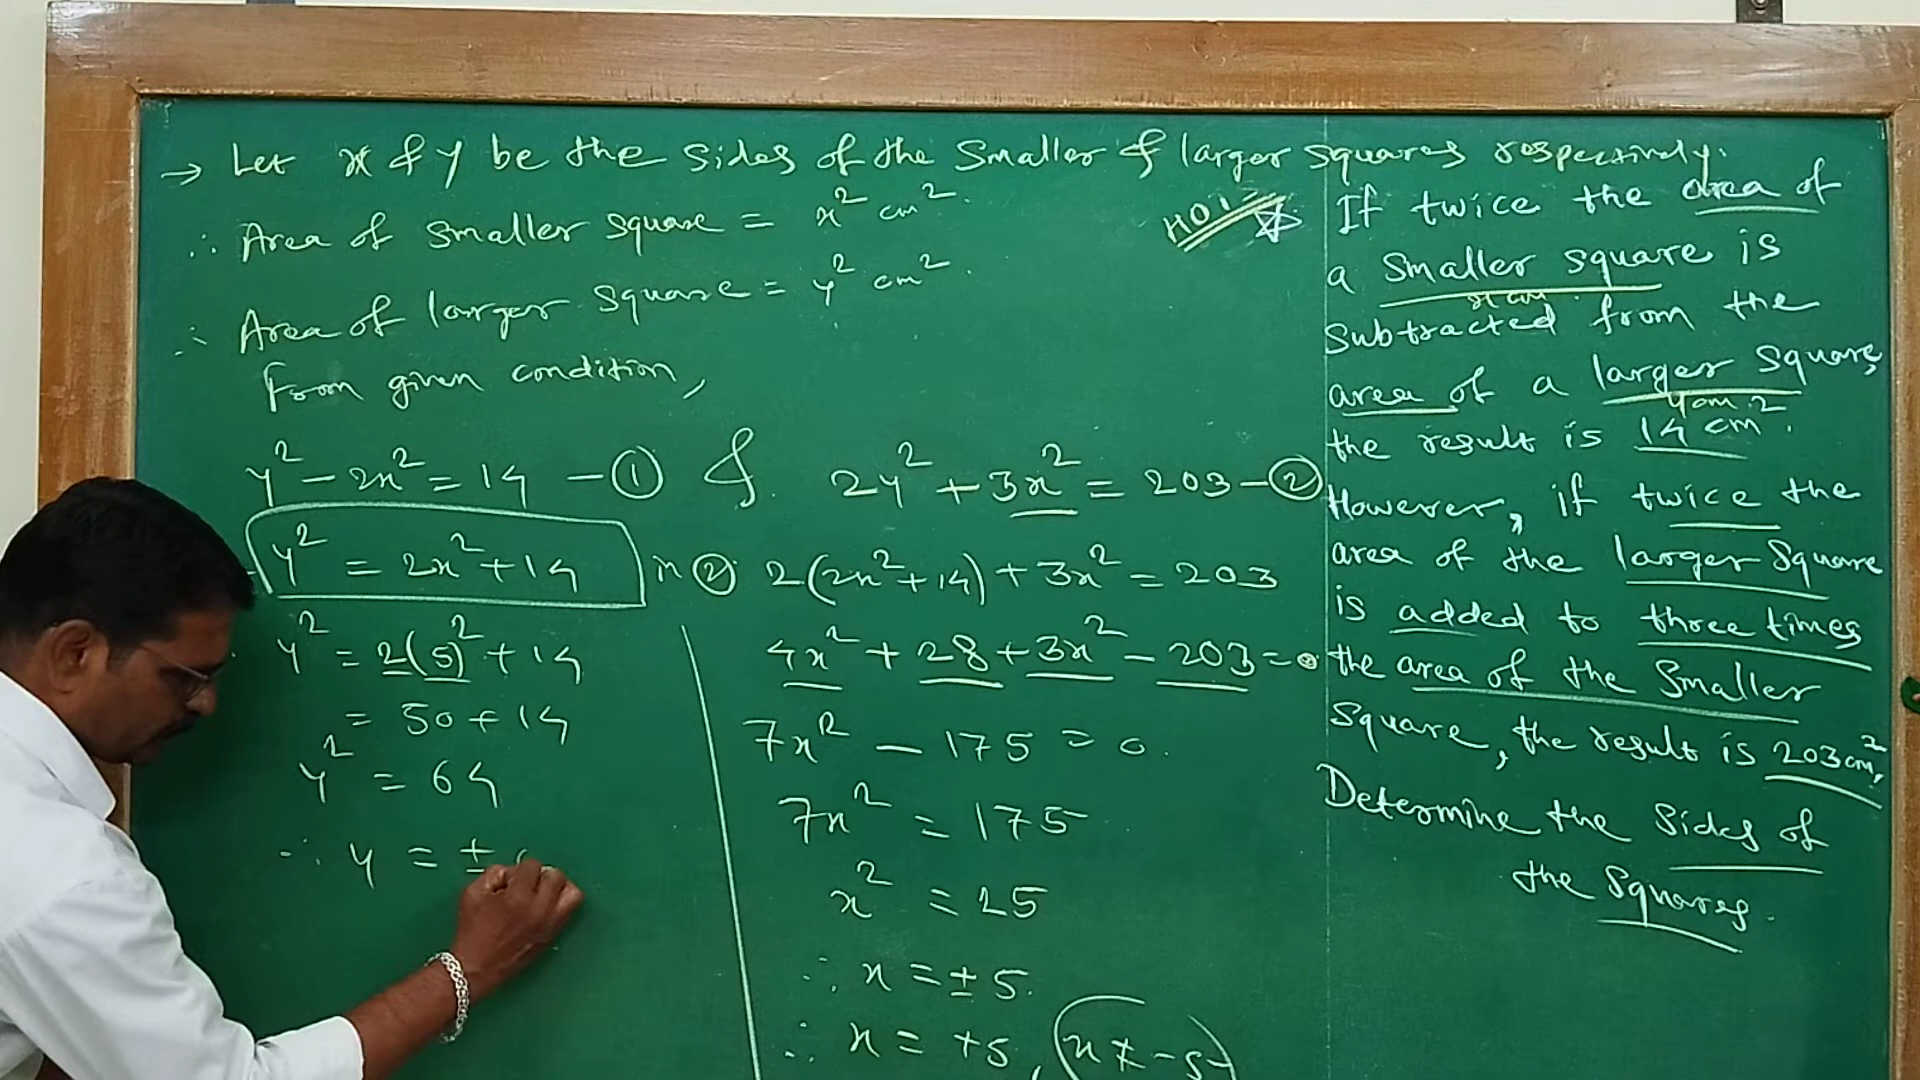 → Let x & y be the sides of the smaller & larger squares respectively.
∴ Area of smaller square = x² cm².
∴ Area of larger square = y² cm².
From given condition,
y² - 2x² = 14 - ① & 2y² + 3x² = 203 - ②
y² = 2x² + 14 in ② 2(2x² + 14) + 3x² = 203
y² = 2(5)² + 14
= 50 + 14
y² = 64
∴ y = ±
4x² + 28 + 3x² - 203 = 0
7x² - 175 = 0.
7x² = 175
x² = 25
∴ x = ± 5.
∴ x = +5, (x ≠ -5)
HOT
If twice the area of
a smaller square is
x cm.
subtracted from the
area of a larger square,
y cm.
the result is 14 cm².
However, if twice the
area of the larger square
is added to three times
the area of the smaller
square, the result is 203 cm².
Determine the sides of
the squares.